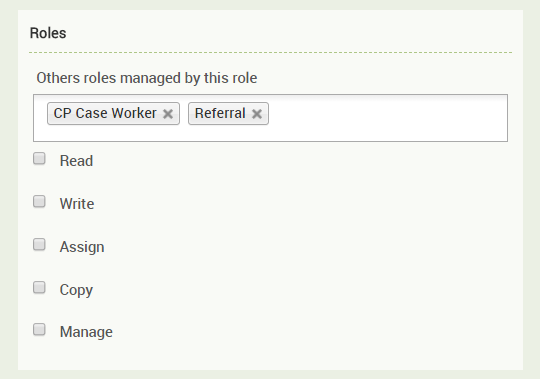 Roles
Others roles managed by this role
CP Case Worker Referral
Read
Write
Assign
Copy
Manage